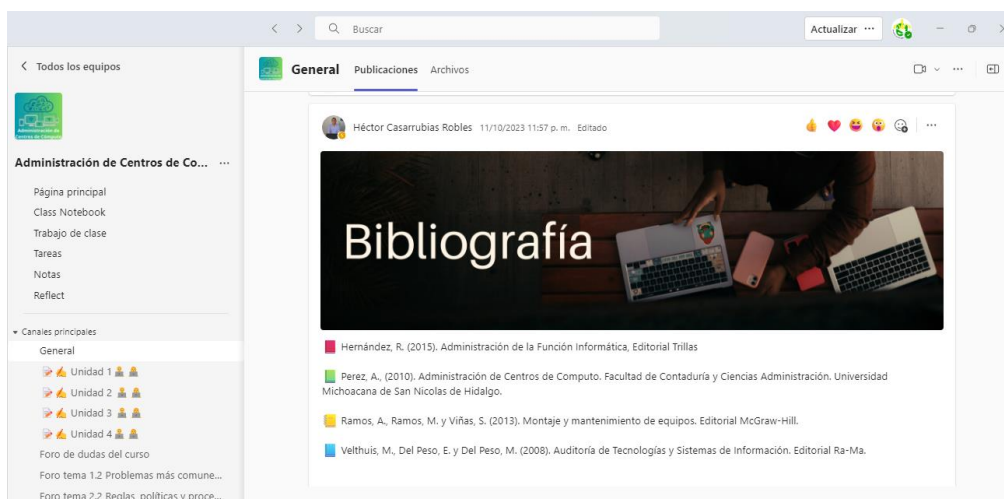 Buscar
Actualizar
Todos los equipos
General Publicaciones Archivos
Administración de
Centros de Computo
Héctor Casarrubias Robles 11/10/2023 11:57 p. m. Editado
Administración de Centros de Co...
Página principal
Class Notebook
Trabajo de clase
Tareas
Notas
Reflect
Canales principales
General
Unidad 1
Unidad 2
Unidad 3
Unidad 4
Foro de dudas del curso
Foro tema 1.2 Problemas más comune...
Foro tema 2.2 Reglas, políticas y proce...
Bibliografía
Hernández, R. (2015). Administración de la Función Informática, Editorial Trillas
Perez, A., (2010). Administración de Centros de Computo. Facultad de Contaduría y Ciencias Administración. Universidad
Michoacana de San Nicolas de Hidalgo.
Ramos, A., Ramos, M. y Viñas, S. (2013). Montaje y mantenimiento de equipos. Editorial McGraw-Hill.
Velthuis, M., Del Peso, E. y Del Peso, M. (2008). Auditoría de Tecnologías y Sistemas de Información. Editorial Ra-Ma.